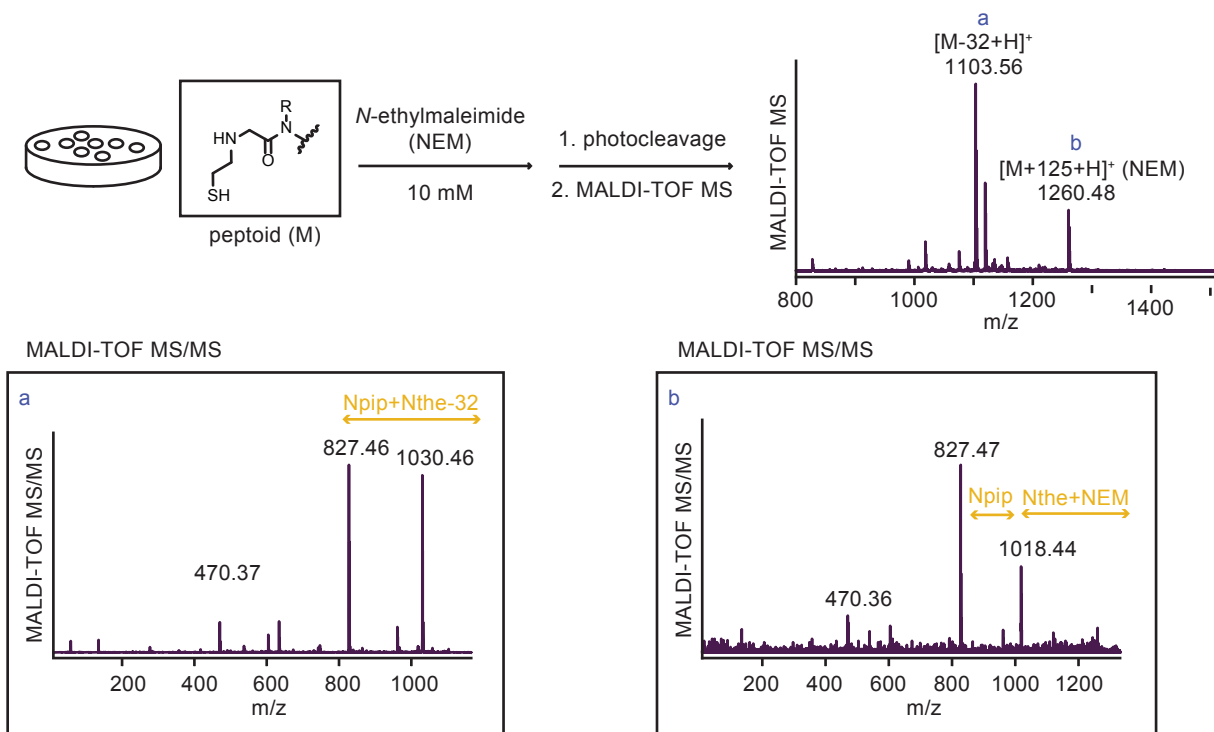 a
[M-32+H]⁺
1103.56
b
[M+125+H]⁺ (NEM)
1260.48
MALDI-TOF MS
800
1000
1200
1400
m/z
R
HN
N
O
SH
peptoid (M)
N-ethylmaleimide
(NEM)
10 mM
1. photocleavage
2. MALDI-TOF MS
MALDI-TOF MS/MS
a
Npip+Nthe-32
827.46
1030.46
470.37
MALDI-TOF MS/MS
200
400
600
800
1000
m/z
MALDI-TOF MS/MS
b
827.47
Npip
Nthe+NEM
1018.44
470.36
MALDI-TOF MS/MS
200
400
600
800
1000
1200
m/z